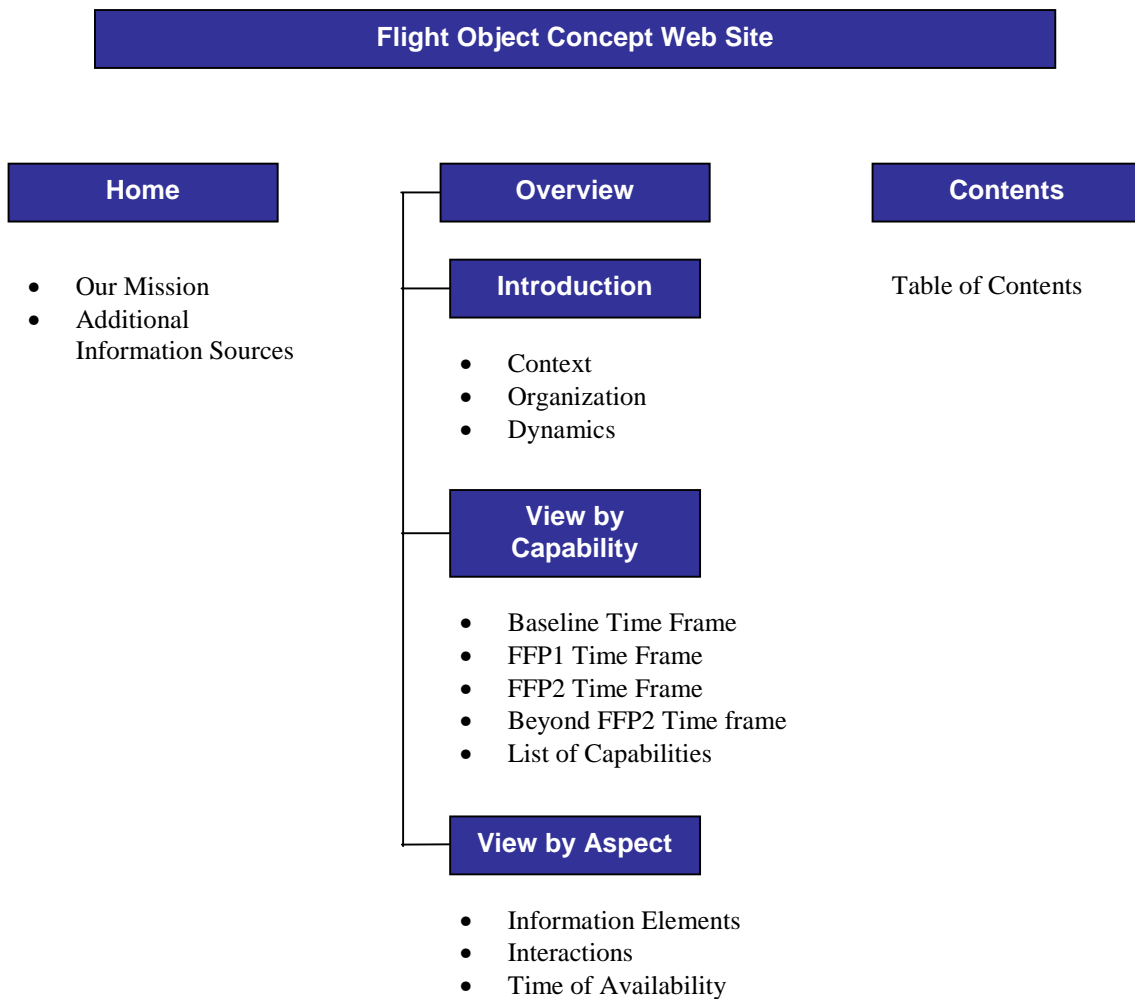 Flight Object Concept Web Site
Home
• Our Mission
• Additional
Information Sources
Overview
Introduction
• Context
• Organization
• Dynamics
View by
Capability
• Baseline Time Frame
• FFP1 Time Frame
• FFP2 Time Frame
• Beyond FFP2 Time frame
• List of Capabilities
View by Aspect
• Information Elements
• Interactions
• Time of Availability
Contents
Table of Contents